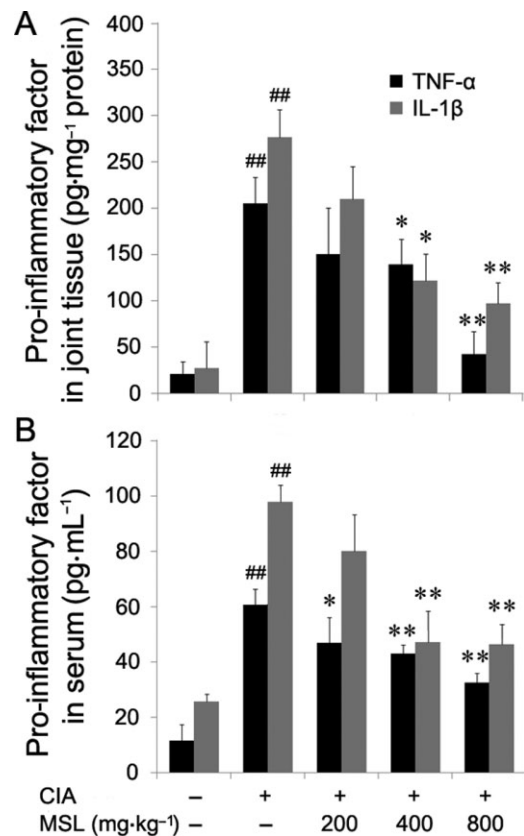 A
Pro-inflammatory factor
in joint tissue (pg·mg⁻¹ protein)
400
350
300
250
200
150
100
50
0
TNF-α
IL-1β
##
##
*
*
**
**
B
Pro-inflammatory factor
in serum (pg·mL⁻¹)
120
100
80
60
40
20
0
##
##
*
**
**
**
**
CIA – + + + +
MSL (mg·kg⁻¹) – – 200 400 800